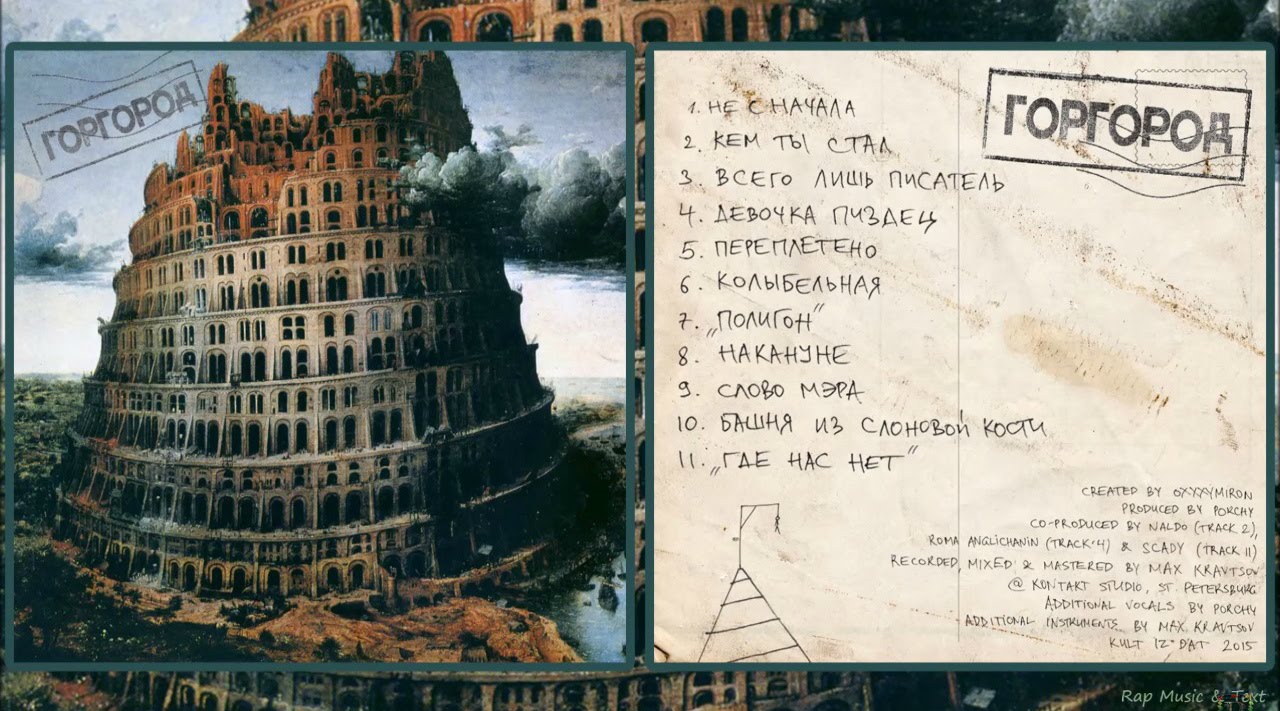 ГОРГОРОД
1. НЕ С НАЧАЛА
2. КЕМ ТЫ СТАЛ
3. ВСЕГО ЛИШЬ ПИСАТЕЛЬ
4. ДЕВОЧКА ПИЗДЕЦ
5. ПЕРЕПЛЕТЕНО
6. КОЛЫБЕЛЬНАЯ
7. „ПОЛИГОН"
8. НАКАНУНЕ
9. СЛОВО МЭРА
10. БАШНЯ ИЗ СЛОНОВОЙ КОСТИ
11. „ГДЕ НАС НЕТ"
ГОРГОРОД
CREATED BY OXXXYMIRON
PRODUCED BY PORCHY
CO-PRODUCED BY NALDO (TRACK 2),
ROMA ANGLICHANIN (TRACK 4) & SCADY (TRACK 11)
RECORDED, MIXED & MASTERED BY MAX KRAVTSOV
@ KONTAKT STUDIO, ST. PETERSBURG
ADDITIONAL VOCALS BY PORCHY
ADDITIONAL INSTRUMENTS BY MAX KRAVTSOV
KULT IZ DAT 2015
Rap Music & Text